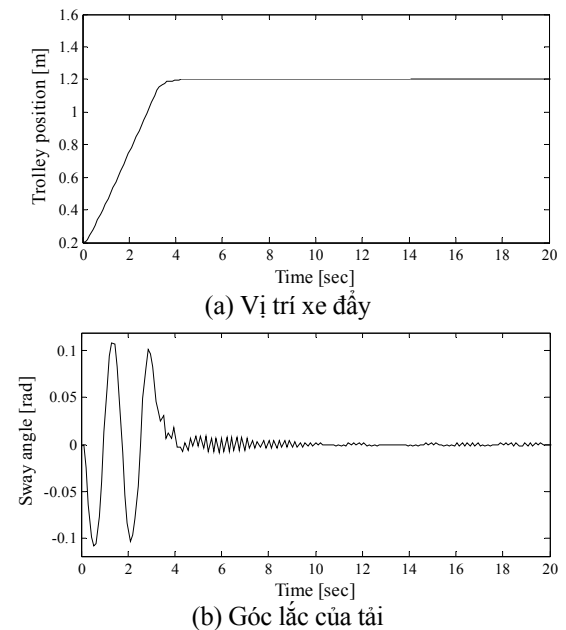 1.6
1.4
1.2
1
0.8
0.6
0.4
0.2
Trolley position [m]
0 2 4 6 8 10 12 14 16 18 20
Time [sec]
(a) Vị trí xe đẩy
0.1
0.05
0
-0.05
-0.1
Sway angle [rad]
0 2 4 6 8 10 12 14 16 18 20
Time [sec]
(b) Góc lắc của tải